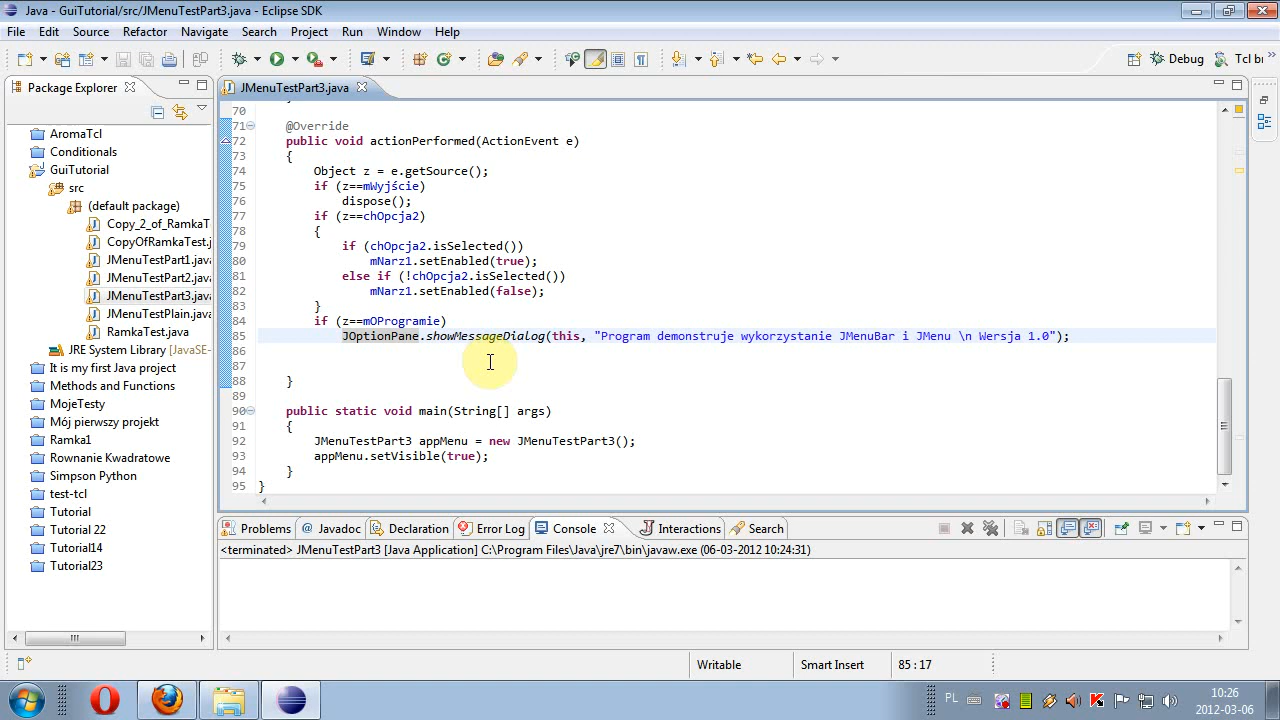 Java - GuiTutorial/src/JMenuTestPart3.java - Eclipse SDK
File Edit Source Refactor Navigate Search Project Run Window Help
Debug Tcl bı
Package Explorer
JMenuTestPart3.java
AromaTcl
Conditionals
GuiTutorial
src
(default package)
Copy_2_of_RamkaT
CopyOfRamkaTest.j
JMenuTestPart1.java
JMenuTestPart2.java
JMenuTestPart3.java
JMenuTestPlain.java
RamkaTest.java
JRE System Library [JavaSE-
It is my first Java project
Methods and Functions
MojeTesty
Mój pierwszy projekt
Ramka1
Rownanie Kwadratowe
Simpson Python
test-tcl
Tutorial
Tutorial 22
Tutorial14
Tutorial23
70
71 @Override
72 public void actionPerformed(ActionEvent e)
73 {
74 Object z = e.getSource();
75 if (z==mWyjście)
76 dispose();
77 if (z==chOpcja2)
78 {
79 if (chOpcja2.isSelected())
80 mNarz1.setEnabled(true);
81 else if (!chOpcja2.isSelected())
82 mNarz1.setEnabled(false);
83 }
84 if (z==mOProgramie)
85 JOptionPane.showMessageDialog(this, "Program demonstruje wykorzystanie JMenuBar i JMenu \n Wersja 1.0");
86
87
88 }
89
90 public static void main(String[] args)
91 {
92 JMenuTestPart3 appMenu = new JMenuTestPart3();
93 appMenu.setVisible(true);
94 }
95 }
Problems @ Javadoc Declaration Error Log Console Interactions Search
<terminated> JMenuTestPart3 [Java Application] C:\Program Files\Java\jre7\bin\javaw.exe (06-03-2012 10:24:31)
Writable Smart Insert 85 : 17
PL
10:26
2012-03-06